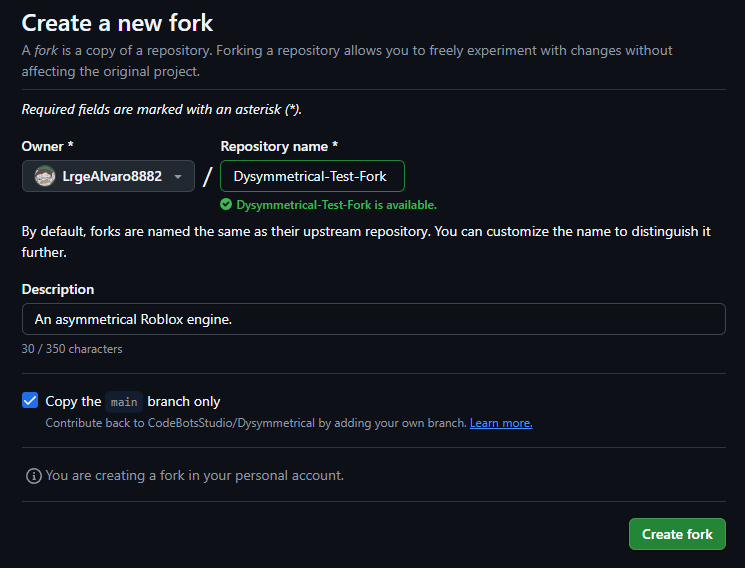 Create a new fork
A fork is a copy of a repository. Forking a repository allows you to freely experiment with changes without
affecting the original project.
Required fields are marked with an asterisk (*).
Owner *
Repository name *
LrgeAlvaro8882
/
Dysymmetrical-Test-Fork
Dysymmetrical-Test-Fork is available.
By default, forks are named the same as their upstream repository. You can customize the name to distinguish it
further.
Description
An asymmetrical Roblox engine.
30 / 350 characters
Copy the main branch only
Contribute back to CodeBotsStudio/Dysymmetrical by adding your own branch. Learn more.
You are creating a fork in your personal account.
Create fork